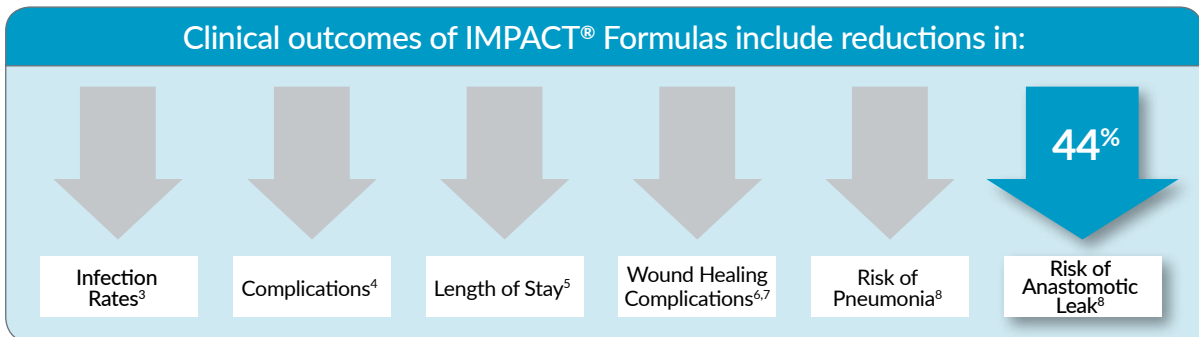 Clinical outcomes of IMPACT® Formulas include reductions in:
44%
Infection
Rates³
Complications⁴
Length of Stay⁵
Wound Healing
Complications⁶,⁷
Risk of
Pneumonia⁸
Risk of
Anastomotic
Leak⁸